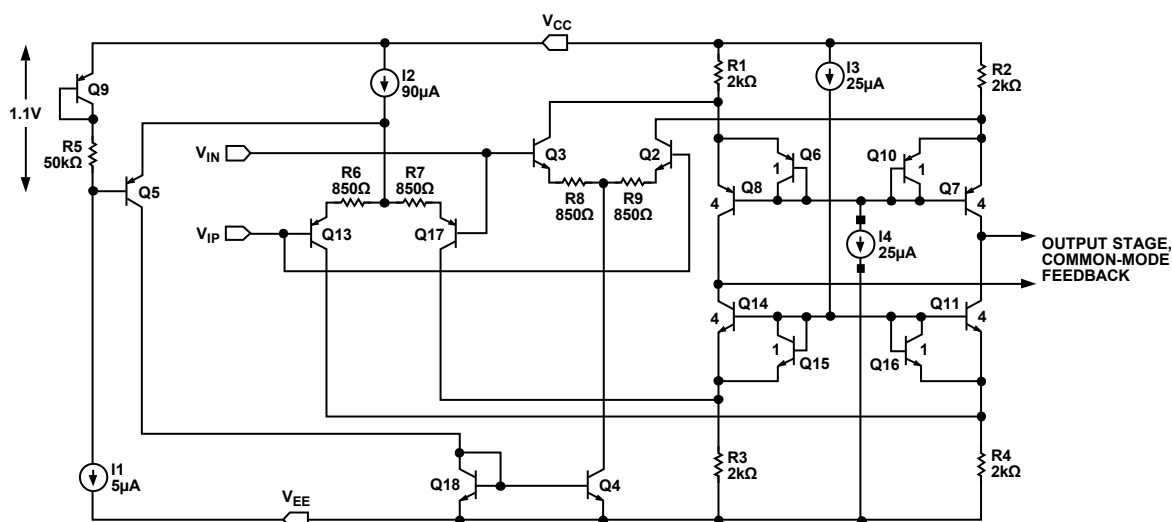 VCC
R1
2kΩ
I3
25µA
R2
2kΩ
1.1V
Q9
I2
90µA
R5
50kΩ
VIN
Q3
Q2
Q6
1
Q10
1
Q5
R6
850Ω
R7
850Ω
R8
850Ω
R9
850Ω
Q8
4
Q7
4
VIP
Q13
Q17
I4
25µA
OUTPUT STAGE,
COMMON-MODE
FEEDBACK
Q14
4
Q11
4
1
Q15
1
Q16
I1
5µA
Q18
Q4
R3
2kΩ
R4
2kΩ
VEE